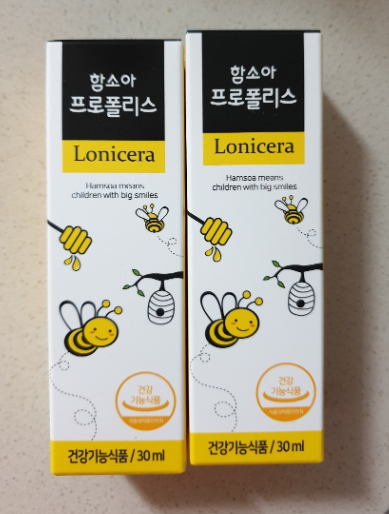 함소아
프로폴리스
Lonicera
Hamsoa means
children with big smiles
건강
기능식품
건강기능식품 / 30 ml
함소아
프로폴리스
Lonicera
Hamsoa means
children with big smiles
건강
기능식품
건강기능식품 / 30 ml